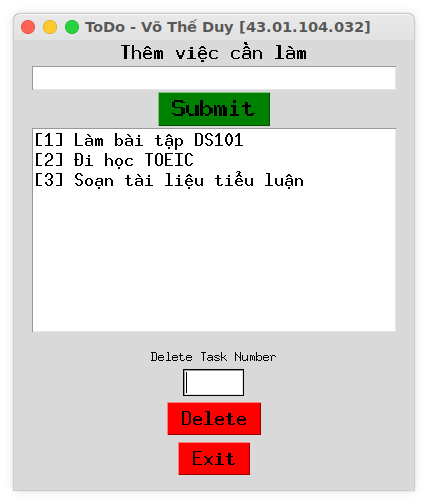 ToDo - Võ Thế Duy [43.01.104.032]
Thêm việc cần làm
Submit
[1] Làm bài tập DS101
[2] Đi học TOEIC
[3] Soạn tài liệu tiểu luận
Delete Task Number
Delete
Exit